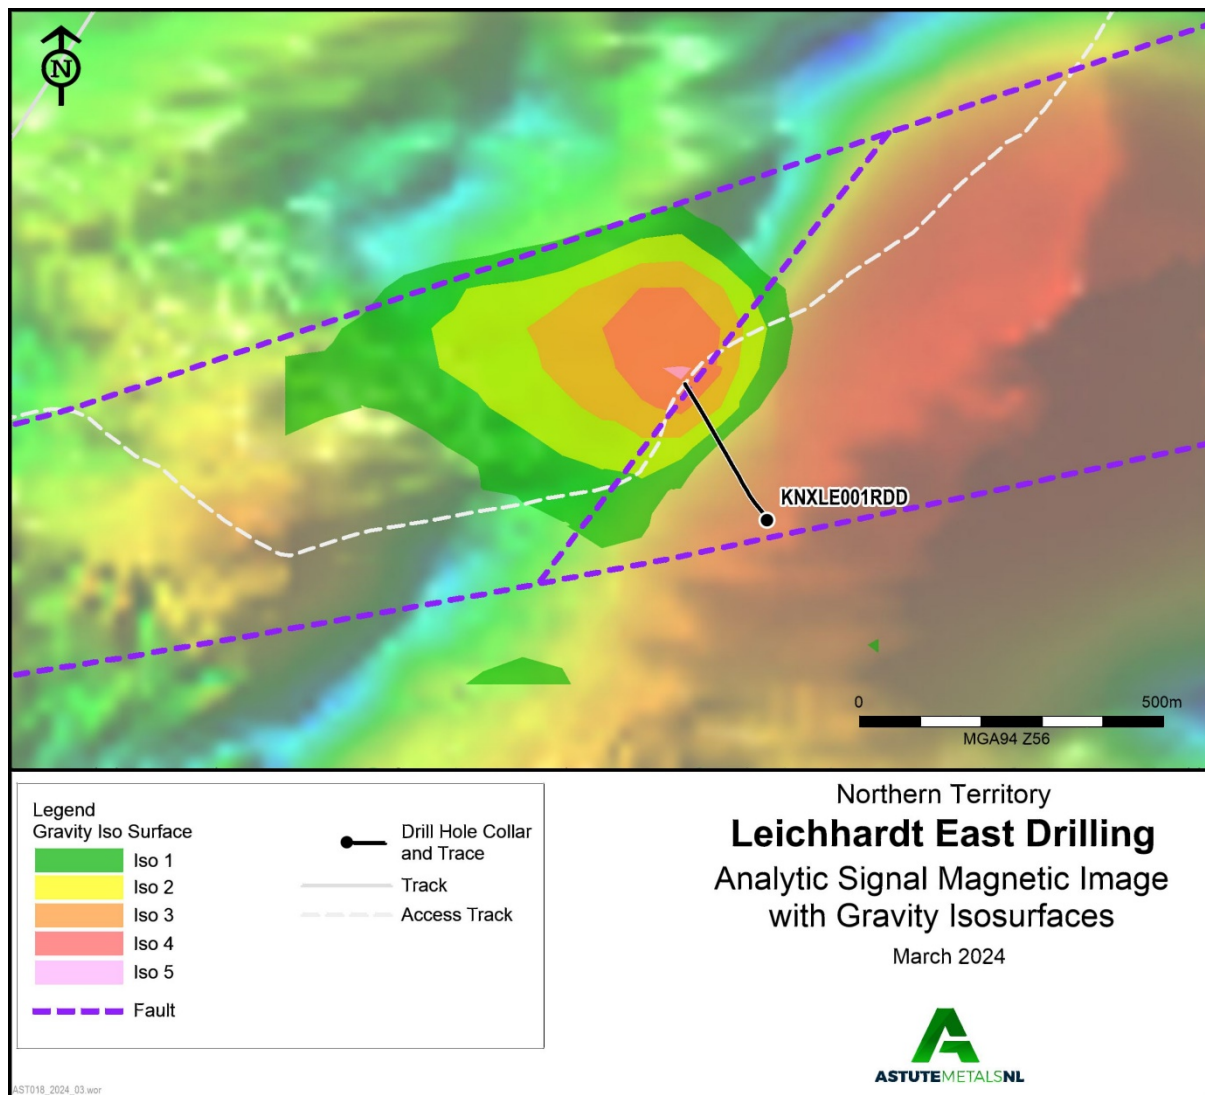 N
KNXLE001RDD
0 500m
MGA94 Z56
Legend
Gravity Iso Surface
Iso 1
Iso 2
Iso 3
Iso 4
Iso 5
Fault
Drill Hole Collar
and Trace
Track
Access Track
Northern Territory
Leichhardt East Drilling
Analytic Signal Magnetic Image
with Gravity Isosurfaces
March 2024
ASTUTEMETALSNL
AST018_2024_03.wor